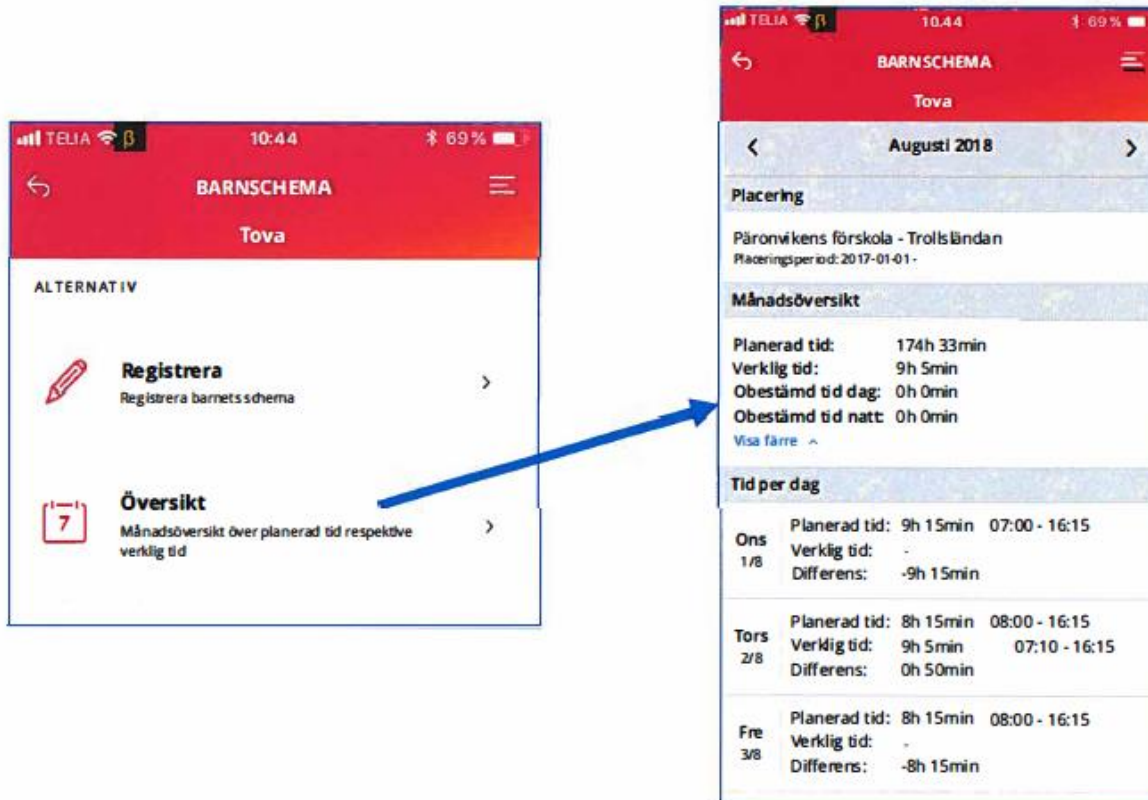 TELIA β 10:44 69%
BARNSCHEMA
Tova
ALTERNATIV
Registrera
Registrera barnets schema
7
Översikt
Månadsöversikt över planerad tid respektive
verklig tid
TELIA β 10.44 69%
BARNSCHEMA
Tova
Augusti 2018
Placering
Päronvikens förskola - Trollsländan
Placeringsperiod: 2017-01-01 -
Månadsöversikt
Planerad tid: 174h 33min
Verklig tid: 9h 5min
Obestämd tid dag: 0h 0min
Obestämd tid natt: 0h 0min
Visa färre
Tid per dag
Ons
1/8
Planerad tid: 9h 15min 07:00 - 16:15
Verklig tid: -
Differens: -9h 15min
Tors
2/8
Planerad tid: 8h 15min 08:00 - 16:15
Verklig tid: 9h 5min 07:10 - 16:15
Differens: 0h 50min
Fre
3/8
Planerad tid: 8h 15min 08:00 - 16:15
Verklig tid: -
Differens: -8h 15min